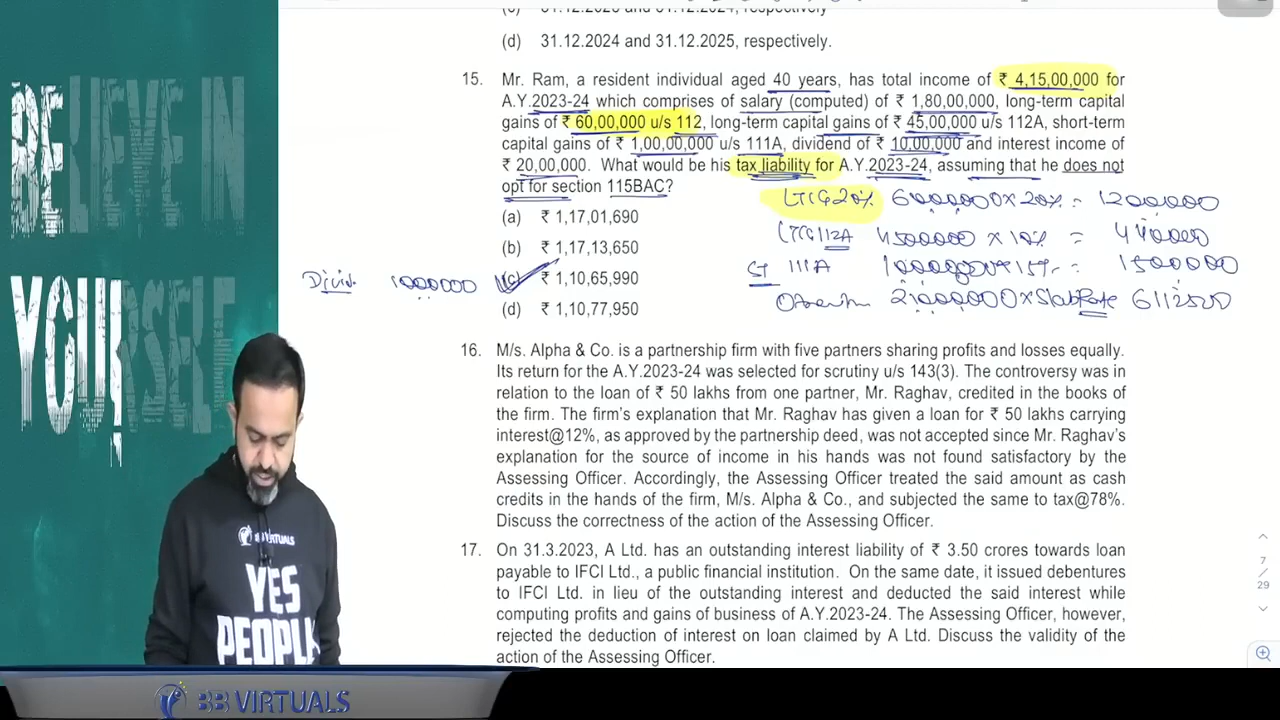 (d) 31.12.2024 and 31.12.2025, respectively.
15. Mr. Ram, a resident individual aged 40 years, has total income of ₹ 4,15,00,000 for
A.Y.2023-24 which comprises of salary (computed) of ₹ 1,80,00,000, long-term capital
gains of ₹ 60,00,000 u/s 112, long-term capital gains of ₹ 45,00,000 u/s 112A, short-term
capital gains of ₹ 1,00,00,000 u/s 111A, dividend of ₹ 10,00,000 and interest income of
₹ 20,00,000. What would be his tax liability for A.Y.2023-24, assuming that he does not
opt for section 115BAC?
LTCG 20% 6000000 x 20% = 1200000
(a) ₹ 1,17,01,690
LTCG 112A 4500000 x 10% = 440000
(b) ₹ 1,17,13,650
ST 111A 10000000 x 15% = 1500000
Divid. 1000000
(c) ₹ 1,10,65,990
21000000 x Slab Rate 6112500
(d) ₹ 1,10,77,950
16. M/s. Alpha & Co. is a partnership firm with five partners sharing profits and losses equally.
Its return for the A.Y.2023-24 was selected for scrutiny u/s 143(3). The controversy was in
relation to the loan of ₹ 50 lakhs from one partner, Mr. Raghav, credited in the books of
the firm. The firm's explanation that Mr. Raghav has given a loan for ₹ 50 lakhs carrying
interest@12%, as approved by the partnership deed, was not accepted since Mr. Raghav's
explanation for the source of income in his hands was not found satisfactory by the
Assessing Officer. Accordingly, the Assessing Officer treated the said amount as cash
credits in the hands of the firm, M/s. Alpha & Co., and subjected the same to tax@78%.
Discuss the correctness of the action of the Assessing Officer.
17. On 31.3.2023, A Ltd. has an outstanding interest liability of ₹ 3.50 crores towards loan
payable to IFCI Ltd., a public financial institution. On the same date, it issued debentures
to IFCI Ltd. in lieu of the outstanding interest and deducted the said interest while
computing profits and gains of business of A.Y.2023-24. The Assessing Officer, however,
rejected the deduction of interest on loan claimed by A Ltd. Discuss the validity of the
action of the Assessing Officer.
7
29
BELIEVE IN
YOURSELF
BB VIRTUALS
YES
PEOPL
BB VIRTUALS